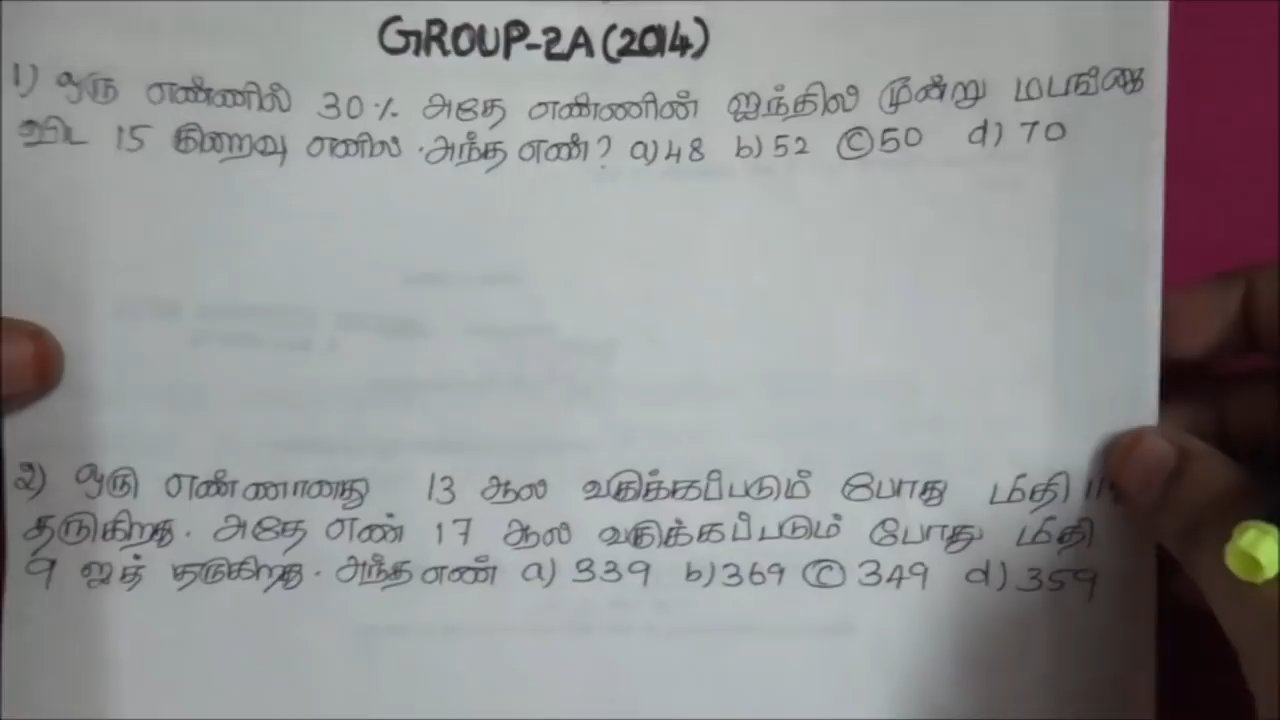 GROUP-2A(2014)
1) ஒரு எண்ணில் 30% அதே எண்ணின் ஐந்தில் மூன்று மடங்கை
விட 15 குறைவு எனில் அந்த எண்? a)48 b)52 ©50 d)70
2) ஒரு எண்ணானது 13 ஆல் வகுக்கப்படும் போது மீதி 11
தருகிறது. அதே எண் 17 ஆல் வகுக்கப்படும் போது மீதி
9 ஐத் தருகிறது. அந்த எண் a) 339 b)369 © 349 d)359